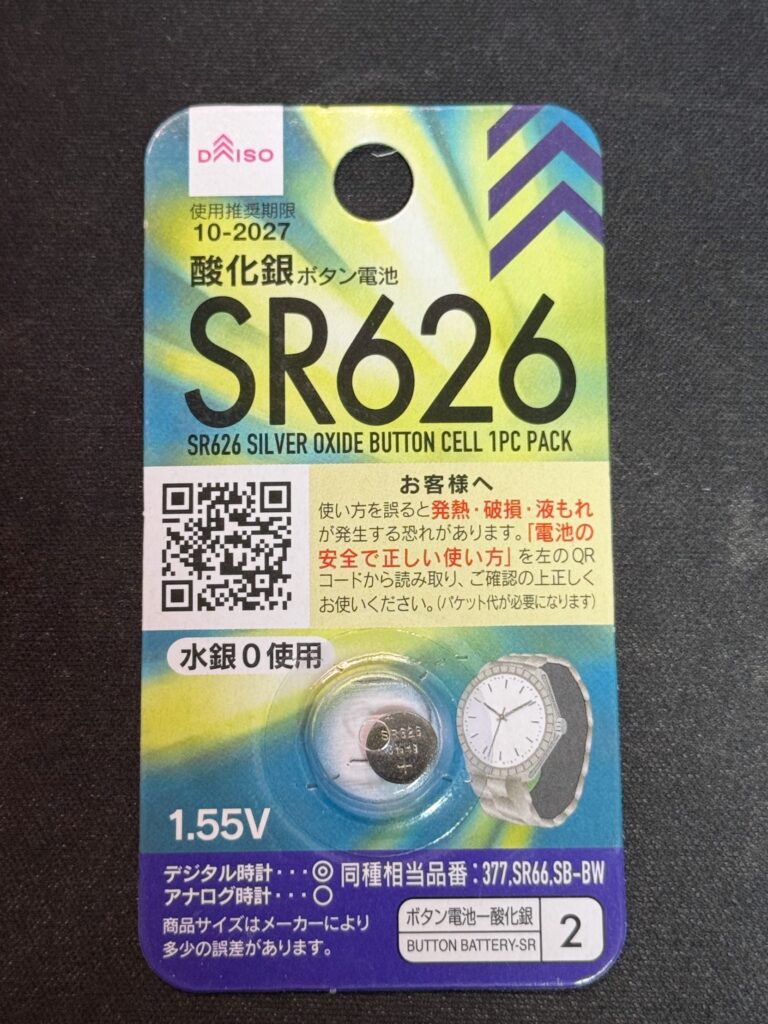 DAISO
使用推奨期限
10-2027
酸化銀ボタン電池
SR626
SR626 SILVER OXIDE BUTTON CELL 1PC PACK
お客様へ
使い方を誤ると発熱・破損・液もれ
が発生する恐れがあります。「電池の
安全で正しい使い方」を左のQR
コードから読み取り、ご確認の上正しく
お使いください。(パケット代が必要になります)
水銀0使用
SR626
+
1.55V
デジタル時計・・・◎
アナログ時計・・・○
同種相当品番:377,SR66,SB-BW
商品サイズはメーカーにより
多少の誤差があります。
ボタン電池ー酸化銀
BUTTON BATTERY-SR
2